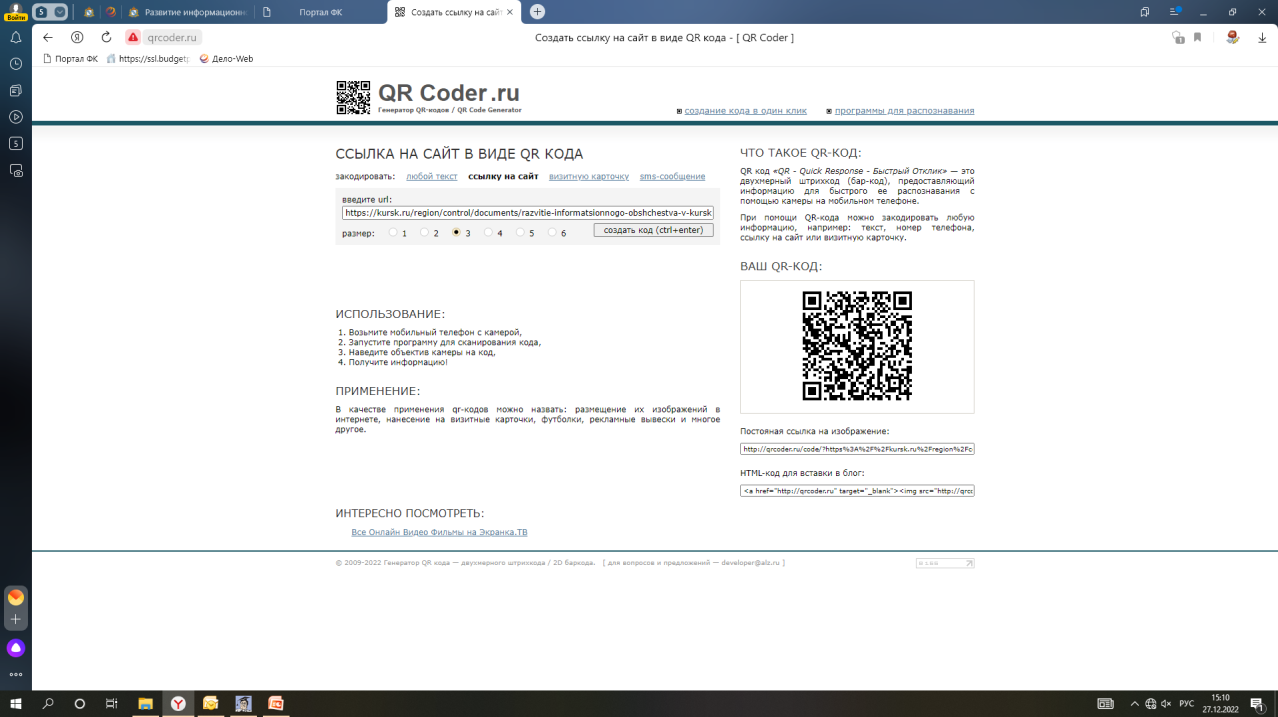 Войти
5
Развитие информационн
Портал ФК
Создать ссылку на сай
qrcoder.ru
Создать ссылку на сайт в виде QR кода - [ QR Coder ]
1
Портал ФК
https://ssl.budgetp
Дело-Web
QR Coder.ru
Генератор QR-кодов / QR Code Generator
создание кода в один клик
программы для распознавания
ССЫЛКА НА САЙТ В ВИДЕ QR КОДА
закодировать: любой текст ссылку на сайт визитную карточку sms-сообщение
введите url:
https://kursk.ru/region/control/documents/razvitie-informatsionnogo-obshchestva-v-kursk
размер: 1 2 3 4 5 6 создать код (ctrl+enter)
ИСПОЛЬЗОВАНИЕ:
1. Возьмите мобильный телефон с камерой,
2. Запустите программу для сканирования кода,
3. Наведите объектив камеры на код,
4. Получите информацию!
ПРИМЕНЕНИЕ:
В качестве применения qr-кодов можно назвать: размещение их изображений в
интернете, нанесение на визитные карточки, футболки, рекламные вывески и многое
другое.
ИНТЕРЕСНО ПОСМОТРЕТЬ:
Все Онлайн Видео Фильмы на Экранка.ТВ
ЧТО ТАКОЕ QR-КОД:
QR код «QR - Quick Response - Быстрый Отклик» — это
двухмерный штрихкод (бар-код), предоставляющий
информацию для быстрого ее распознавания с
помощью камеры на мобильном телефоне.
При помощи QR-кода можно закодировать любую
информацию, например: текст, номер телефона,
ссылку на сайт или визитную карточку.
ВАШ QR-КОД:
Постояная ссылка на изображение:
http://qrcoder.ru/code/?https%3A%2F%2Fkursk.ru%2Fregion%2Fc
HTML-код для вставки в блог:
<a href="http://qrcoder.ru" target="_blank"><img src="http://qrco
© 2009-2022 Генератор QR кода — двухмерного штрихкода / 2D баркода. [ для вопросов и предложений — developer@alz.ru ]
5
РУС
15:10
27.12.2022
1